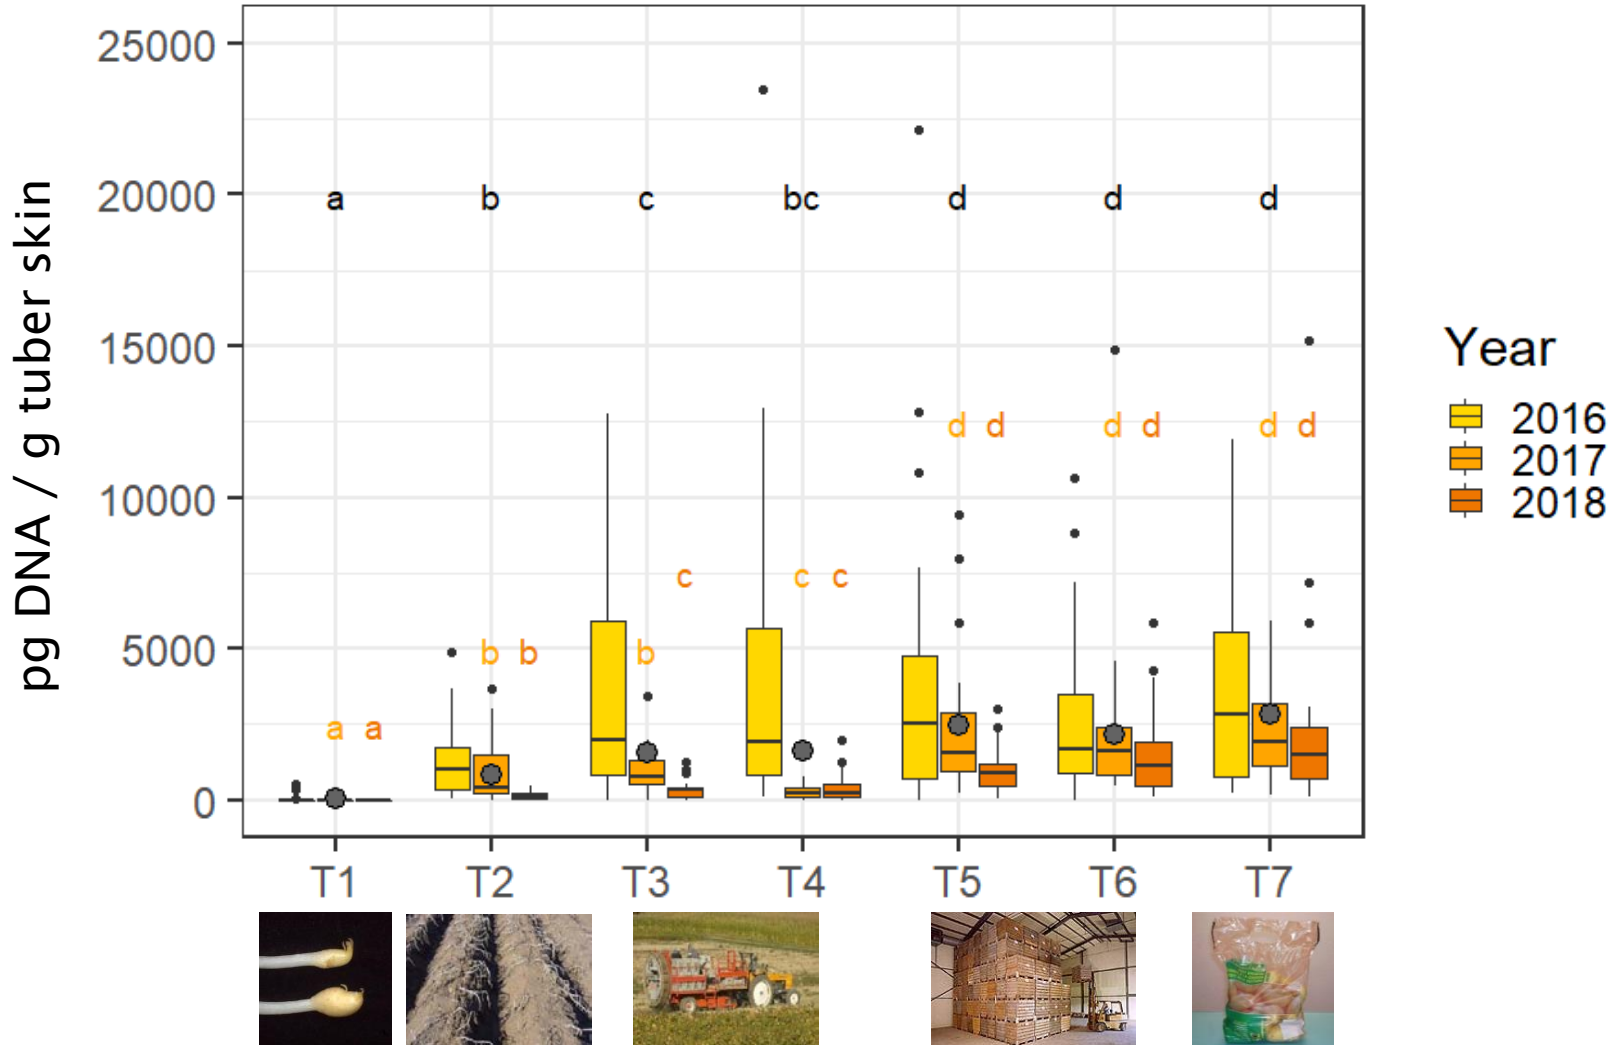 pg DNA / g tuber skin
25000
20000
15000
10000
5000
0
a b c bc d d d
d d d d d d
c c c
b b b
a a
T1 T2 T3 T4 T5 T6 T7
Year
2016
2017
2018